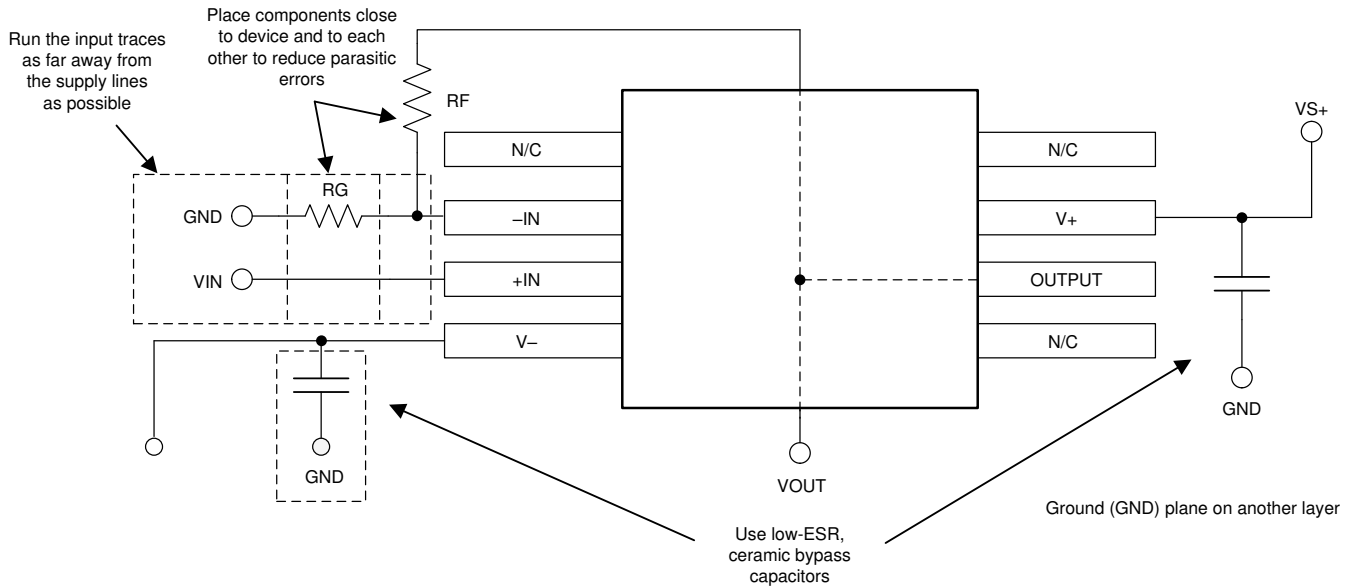 Place components close
to device and to each
other to reduce parasitic
errors
Run the input traces
as far away from
the supply lines
as possible
RF
VS+
N/C
N/C
RG
GND
–IN
V+
VIN
+IN
OUTPUT
V–
N/C
GND
GND
VOUT
Ground (GND) plane on another layer
Use low-ESR,
ceramic bypass
capacitors